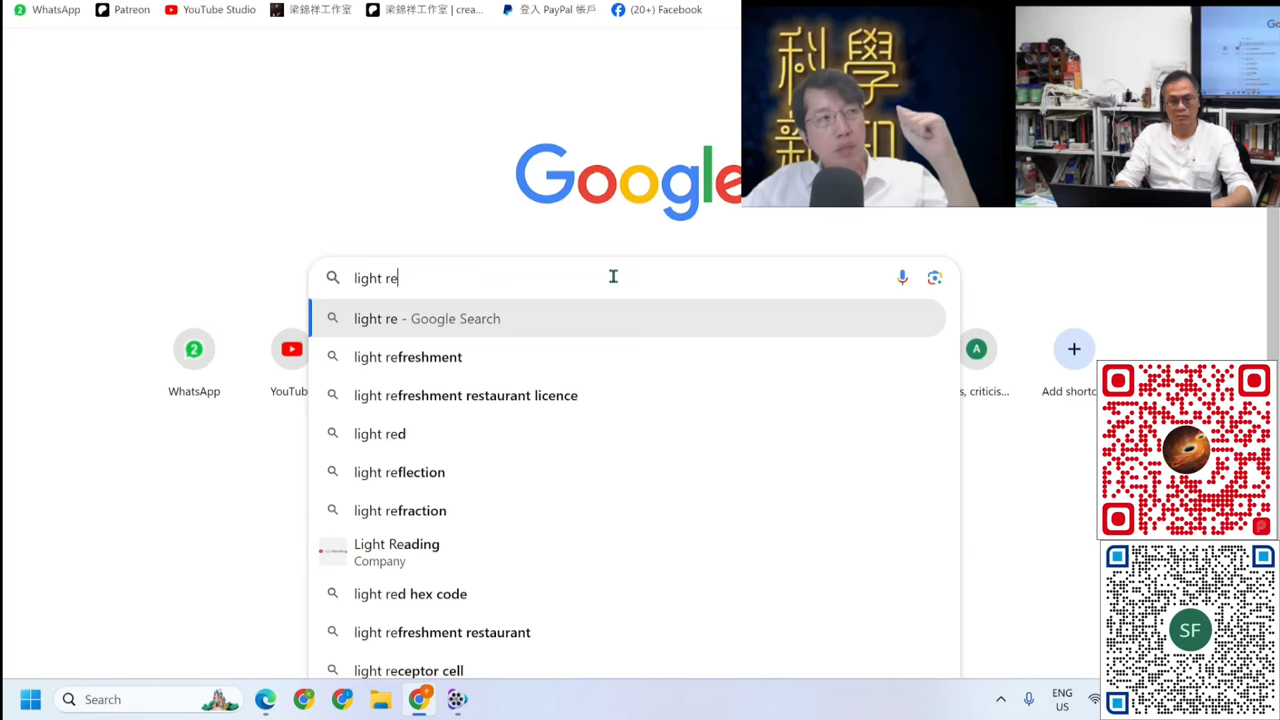 WhatsApp
Patreon
YouTube Studio
梁錦祥工作室
梁錦祥工作室 | crea...
登入 PayPal 帳戶
(20+) Facebook
科學
新知
Google
light re
light re - Google Search
light refreshment
light refreshment restaurant licence
light red
light reflection
light refraction
Light Reading
Company
light red hex code
light refreshment restaurant
light receptor cell
2
WhatsApp
YouTub
A
s, criticis...
Add shortc
SF
Search
ENG
US